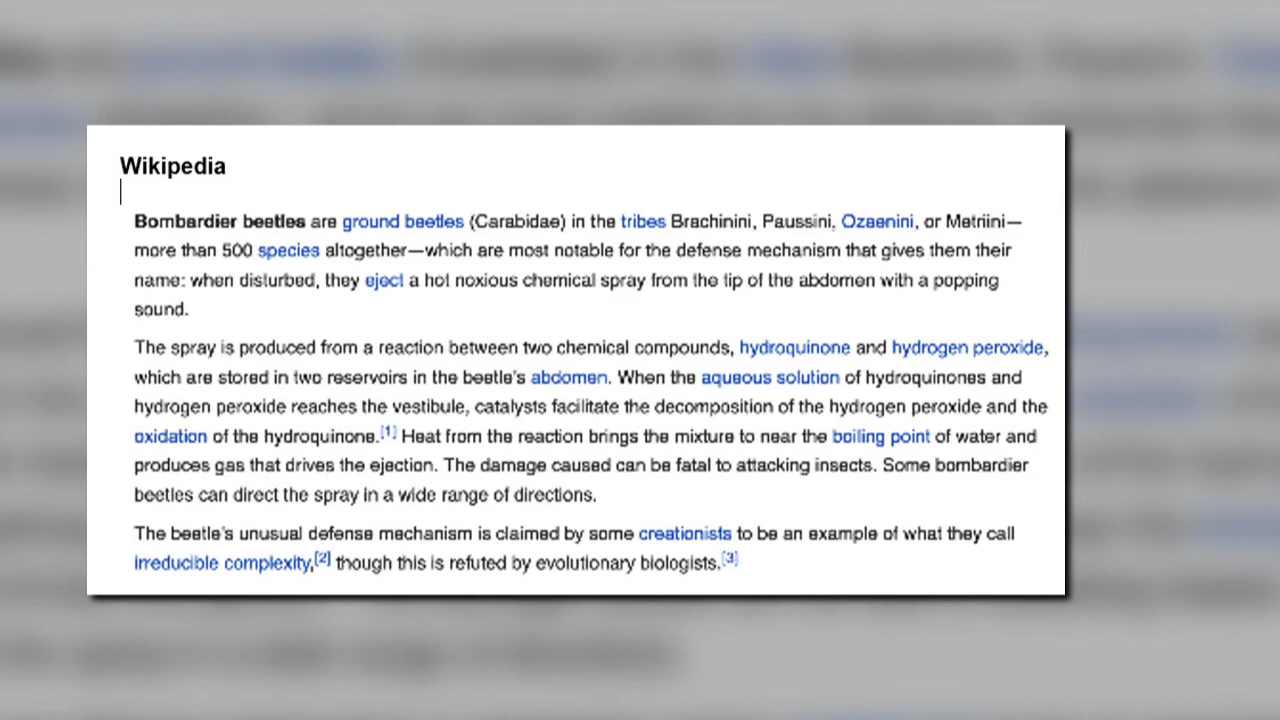 Wikipedia
Bombardier beetles are ground beetles (Carabidae) in the tribes Brachinini, Paussini, Ozaenini, or Metriini—
more than 500 species altogether—which are most notable for the defense mechanism that gives them their
name: when disturbed, they eject a hot noxious chemical spray from the tip of the abdomen with a popping
sound.
The spray is produced from a reaction between two chemical compounds, hydroquinone and hydrogen peroxide,
which are stored in two reservoirs in the beetle's abdomen. When the aqueous solution of hydroquinones and
hydrogen peroxide reaches the vestibule, catalysts facilitate the decomposition of the hydrogen peroxide and the
oxidation of the hydroquinone.[1] Heat from the reaction brings the mixture to near the boiling point of water and
produces gas that drives the ejection. The damage caused can be fatal to attacking insects. Some bombardier
beetles can direct the spray in a wide range of directions.
The beetle's unusual defense mechanism is claimed by some creationists to be an example of what they call
irreducible complexity,[2] though this is refuted by evolutionary biologists.[3]